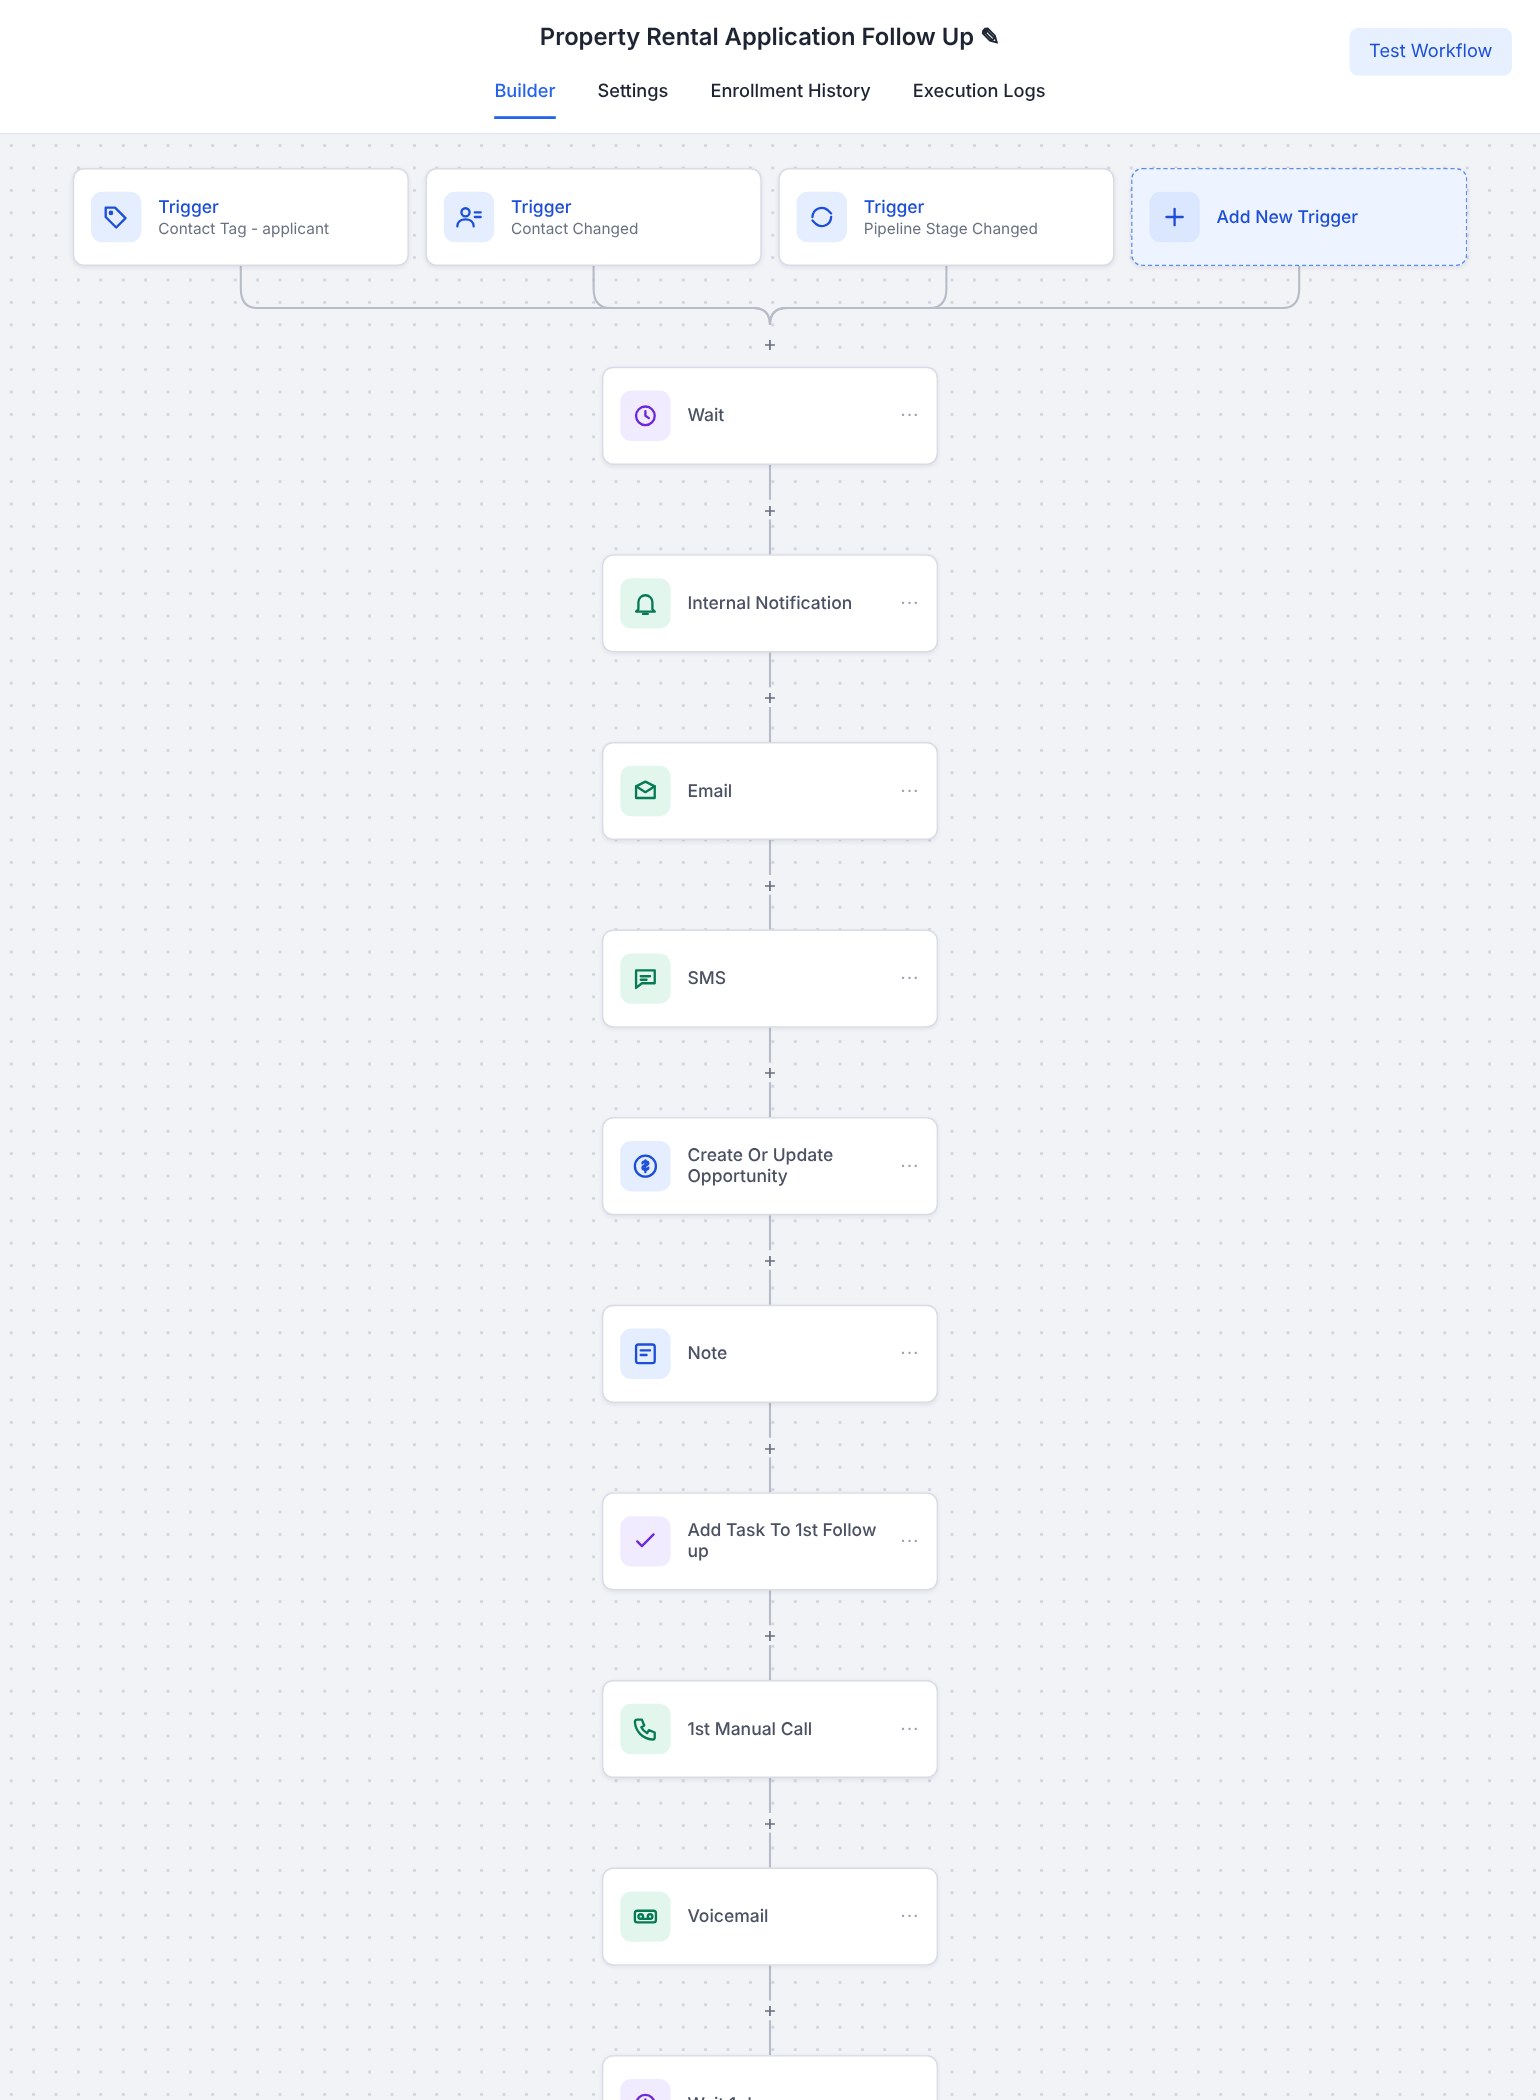 Property Rental Application Follow Up ✎
Test Workflow
Builder
Settings
Enrollment History
Execution Logs
Trigger
Contact Tag - applicant
Trigger
Contact Changed
Trigger
Pipeline Stage Changed
Add New Trigger
Wait
Internal Notification
Email
SMS
Create Or Update
Opportunity
Note
Add Task To 1st Follow
up
1st Manual Call
Voicemail